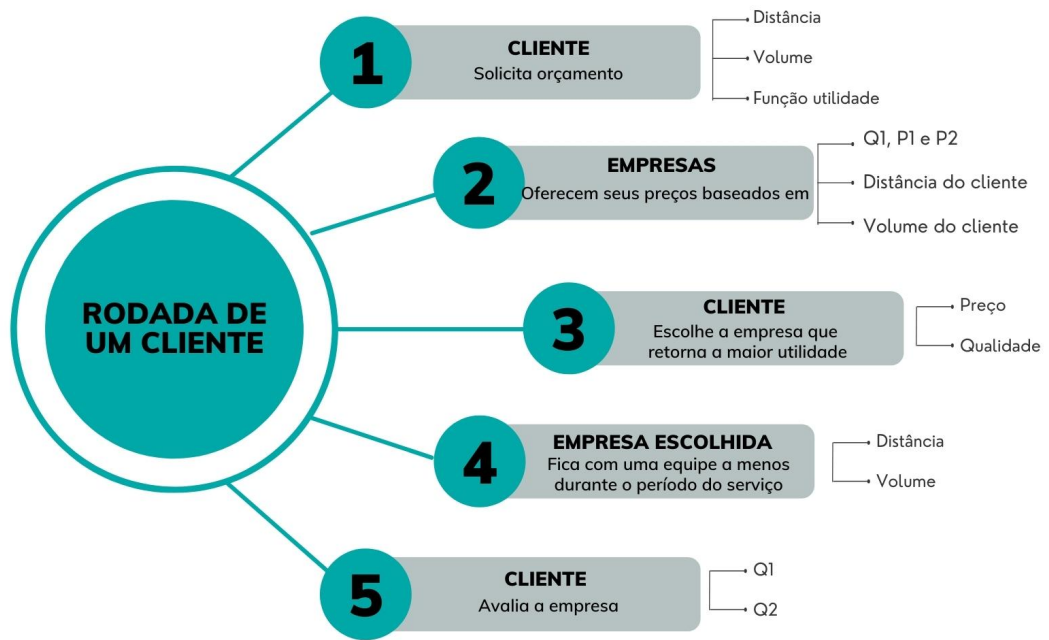 RODADA DE
UM CLIENTE
1
CLIENTE
Solicita orçamento
Distância
Volume
Função utilidade
2
EMPRESAS
Oferecem seus preços baseados em
Q1, P1 e P2
Distância do cliente
Volume do cliente
3
CLIENTE
Escolhe a empresa que
retorna a maior utilidade
Preço
Qualidade
4
EMPRESA ESCOLHIDA
Fica com uma equipe a menos
durante o período do serviço
Distância
Volume
5
CLIENTE
Avalia a empresa
Q1
Q2